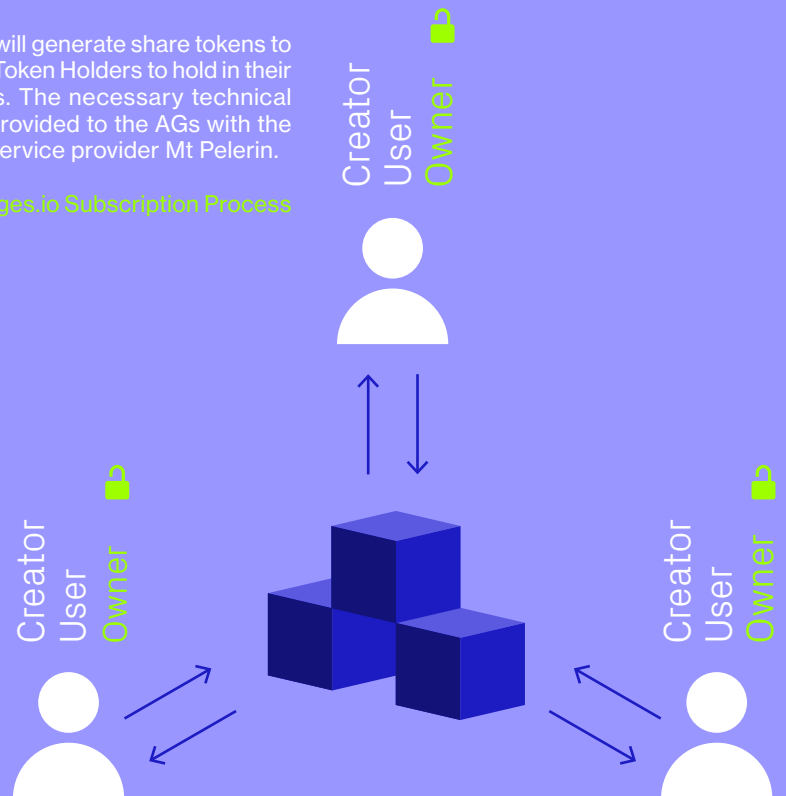 will generate share tokens to
Token Holders to hold in their
s. The necessary technical
rovided to the AGs with the
ervice provider Mt Pelerin.
ges.io Subscription Process
Creator
User
Owner
Creator
User
Owner
Creator
User
Owner